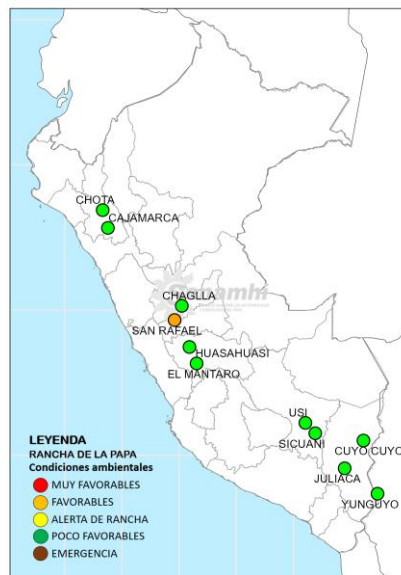 CHOTA
CAJAMARCA
Senamhi
CHAGLLA
SAN RAFAEL
HUASAHUASI
EL MANTARO
USI
SICUANI
CUYO CUYO
JULIACA
YUNGUYO
LEYENDA
RANCHA DE LA PAPA
Condiciones ambientales
MUY FAVORABLES
FAVORABLES
ALERTA DE RANCHA
POCO FAVORABLES
EMERGENCIA